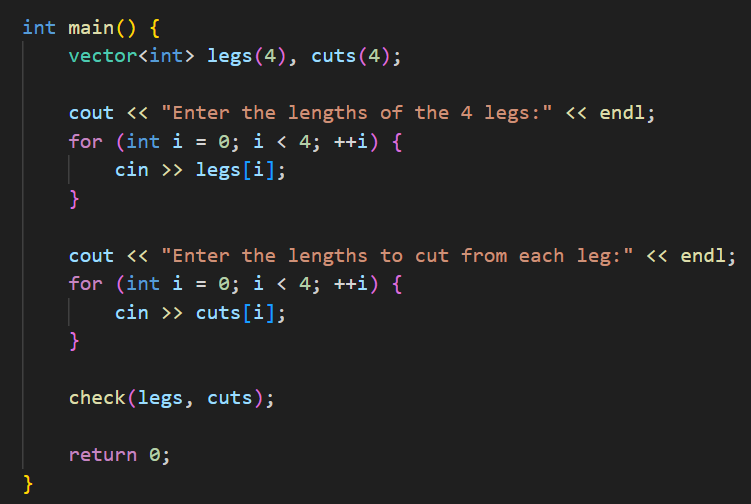 int main() {
    vector<int> legs(4), cuts(4);
    cout << "Enter the lengths of the 4 legs:" << endl;
    for (int i = 0; i < 4; ++i) {
        cin >> legs[i];
    }
    cout << "Enter the lengths to cut from each leg:" << endl;
    for (int i = 0; i < 4; ++i) {
        cin >> cuts[i];
    }
    check(legs, cuts);
    return 0;
}